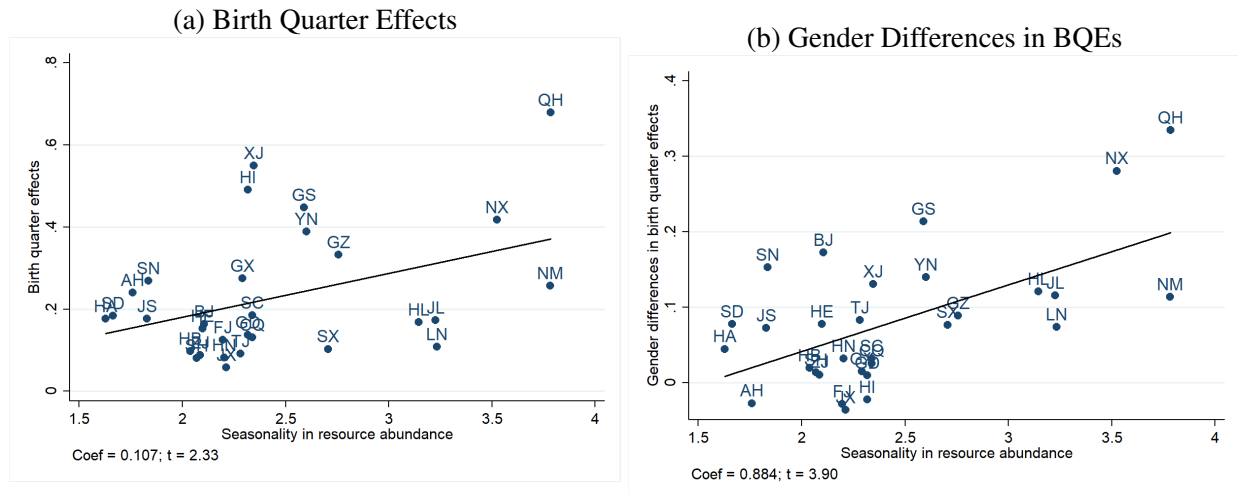 (a) Birth Quarter Effects
(b) Gender Differences in BQEs
Birth quarter effects
.8
.6
.4
.2
0
QH
XJ
HI
GS
NX
YN
GZ
GX
NM
SN
AH
SD
HA
JS
SC
BJ
HL
JL
FJ
LN
SX
TJ
HN
JX
1.5 2 2.5 3 3.5 4
Seasonality in resource abundance
Coef = 0.107; t = 2.33
Gender differences in birth quarter effects
.4
.3
.2
.1
0
QH
NX
GS
BJ
SN
YN
XJ
HL
JL
NM
GZ
TJ
HE
SD
JS
SX
LN
HA
HN
SC
HI
AH
FJ
JX
1.5 2 2.5 3 3.5 4
Seasonality in resource abundance
Coef = 0.884; t = 3.90